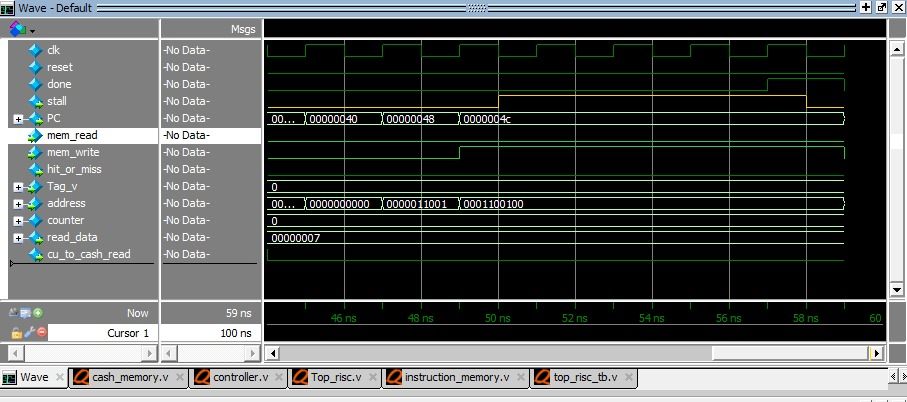 Wave - Default
Msgs
clk -No Data-
reset -No Data-
done -No Data-
stall -No Data-
PC -No Data- 00... 00000040 00000048 0000004c
mem_read -No Data-
mem_write -No Data-
hit_or_miss -No Data-
Tag_v -No Data- 0
address -No Data- 00... 0000000000 0000011001 0001100100
counter -No Data- 0
read_data -No Data- 00000007
cu_to_cash_read -No Data-
Now 59 ns 46 ns 48 ns 50 ns 52 ns 54 ns 56 ns 58 ns 60
Cursor 1 100 ns
Wave cash_memory.v controller.v Top_risc.v instruction_memory.v top_risc_tb.v